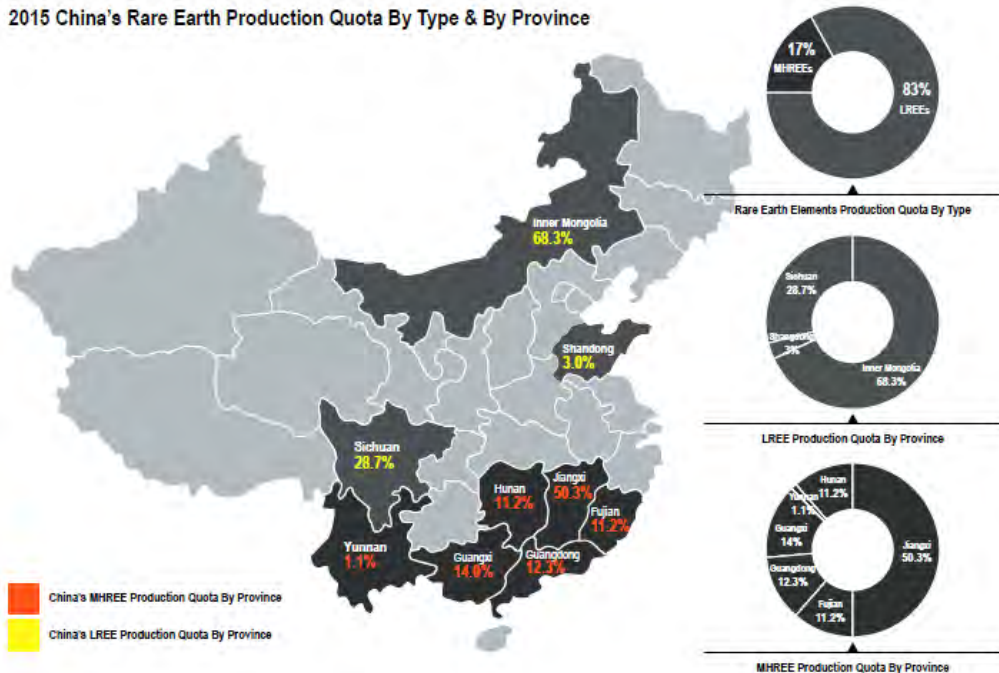 2015 China's Rare Earth Production Quota By Type & By Province
17%
MHREEs
83%
LREEs
Rare Earth Elements Production Quota By Type
Inner Mongolia
68.3%
Shandong
3.0%
Sichuan
28.7%
Hunan
11.2%
Jiangxi
50.3%
Fujian
11.2%
Yunnan
1.1%
Guangxi
14.0%
Guangdong
12.3%
China's MHREE Production Quota By Province
China's LREE Production Quota By Province
Sichuan
28.7%
Shangdong
3%
Inner Mongolia
68.3%
LREE Production Quota By Province
Hunan
11.2%
Yunnan
1.1%
Guangxi
14%
Guangdong
12.3%
Fujian
11.2%
Jiangxi
50.3%
MHREE Production Quota By Province